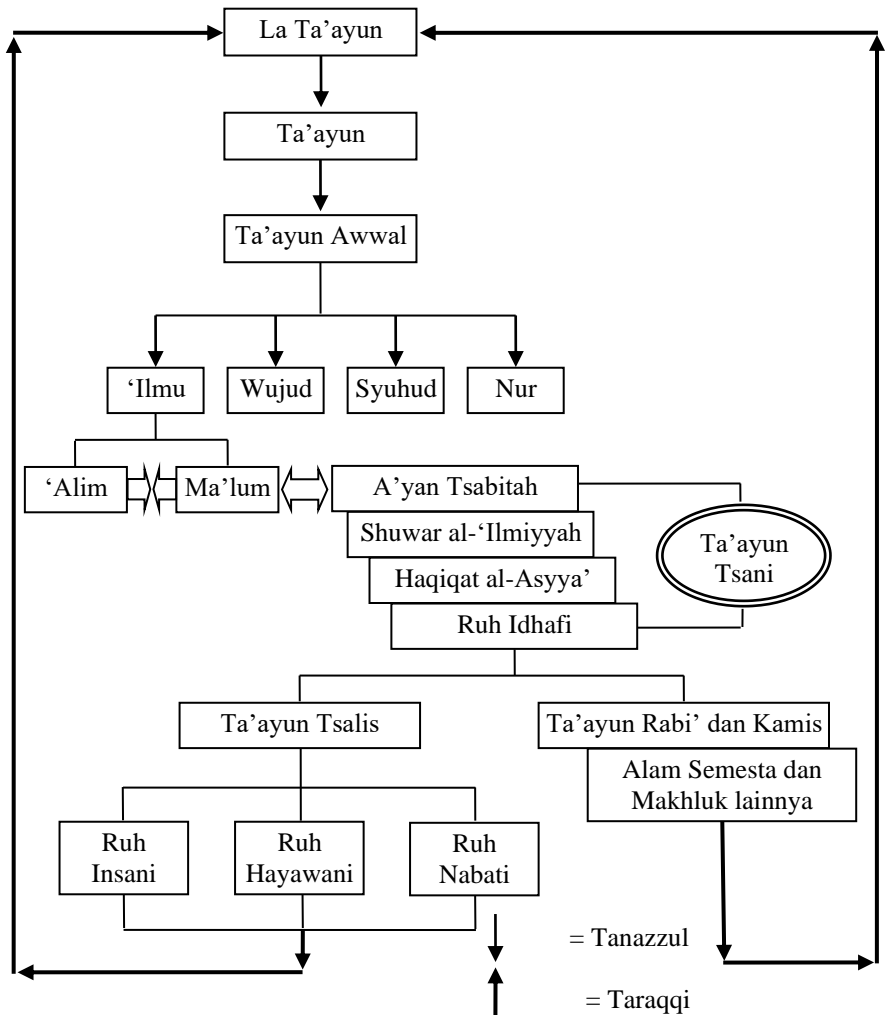 La Ta’ayun
Ta’ayun
Ta’ayun Awwal
‘Ilmu
Wujud
Syuhud
Nur
‘Alim
Ma’lum
A’yan Tsabitah
Shuwar al-‘Ilmiyyah
Haqiqat al-Asyya’
Ruh Idhafi
Ta’ayun
Tsani
Ta’ayun Tsalis
Ta’ayun Rabi’ dan Kamis
Alam Semesta dan
Makhluk lainnya
Ruh
Insani
Ruh
Hayawani
Ruh
Nabati
= Tanazzul
= Taraqqi